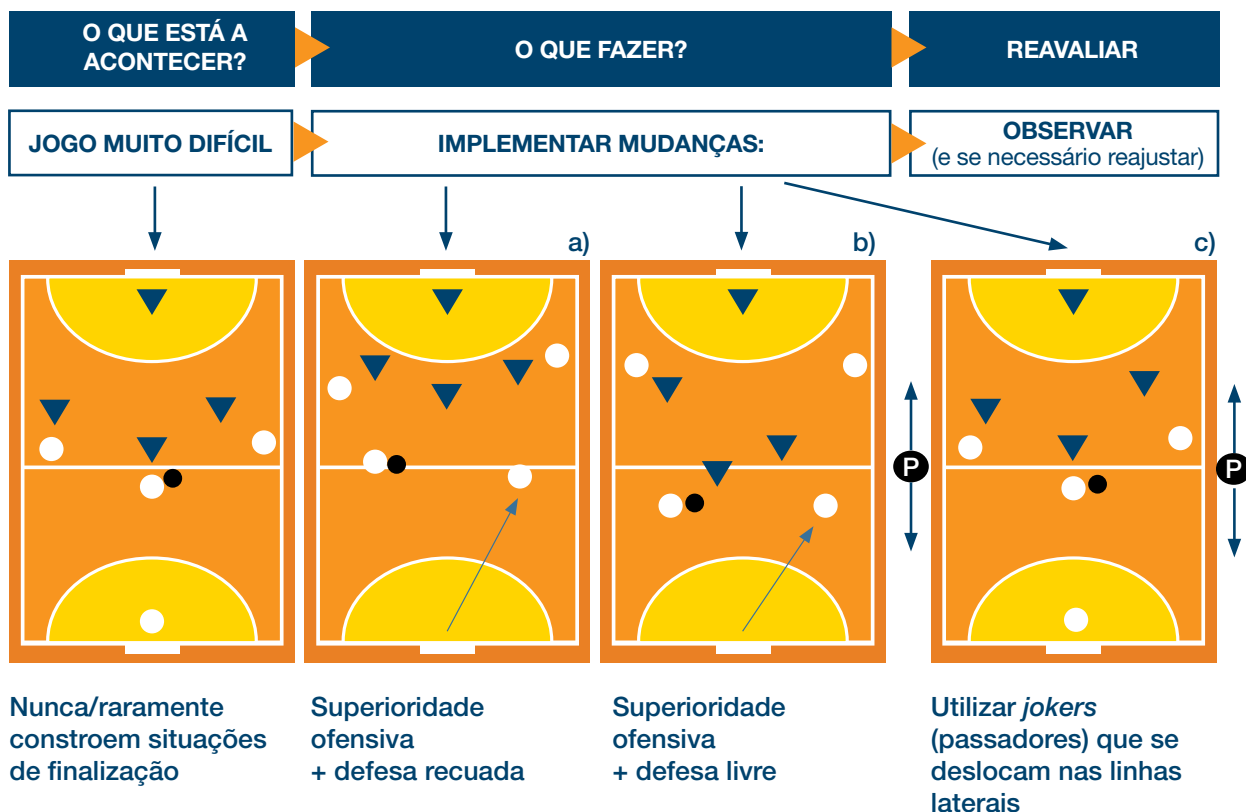 O QUE ESTÁ A
ACONTECER?
O QUE FAZER?
REAVALIAR
JOGO MUITO DIFÍCIL
IMPLEMENTAR MUDANÇAS:
OBSERVAR
(e se necessário reajustar)
a)
b)
c)
P
P
Nunca/raramente
constroem situações
de finalização
Superioridade
ofensiva
+ defesa recuada
Superioridade
ofensiva
+ defesa livre
Utilizar jokers
(passadores) que se
deslocam nas linhas
laterais